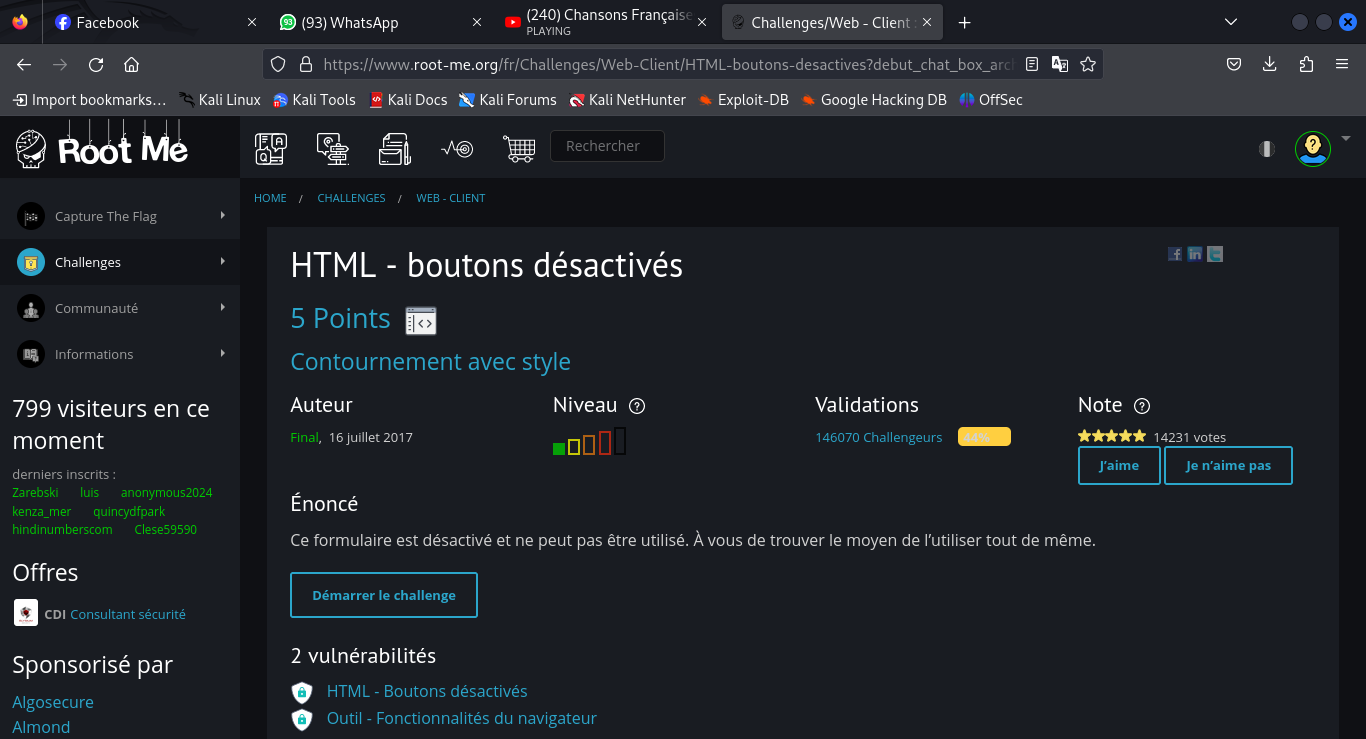 Facebook
(93) WhatsApp
(240) Chansons Française
PLAYING
Challenges/Web - Client :
https://www.root-me.org/fr/Challenges/Web-Client/HTML-boutons-desactives?debut_chat_box_arc
Import bookmarks…
Kali Linux
Kali Tools
Kali Docs
Kali Forums
Kali NetHunter
Exploit-DB
Google Hacking DB
OffSec
Root Me
Rechercher
HOME / CHALLENGES / WEB - CLIENT
Capture The Flag
Challenges
Communauté
Informations
799 visiteurs en ce
moment
derniers inscrits :
Zarebski luis anonymous2024
kenza_mer quincydfpark
hindinumberscom Clese59590
Offres
CDI Consultant sécurité
Sponsorisé par
Algosecure
Almond
HTML - boutons désactivés
5 Points
Contournement avec style
Auteur
Final, 16 juillet 2017
Niveau
Validations
146070 Challengeurs
Note
14231 votes
J’aime
Je n’aime pas
Énoncé
Ce formulaire est désactivé et ne peut pas être utilisé. À vous de trouver le moyen de l’utiliser tout de même.
Démarrer le challenge
2 vulnérabilités
HTML - Boutons désactivés
Outil - Fonctionnalités du navigateur